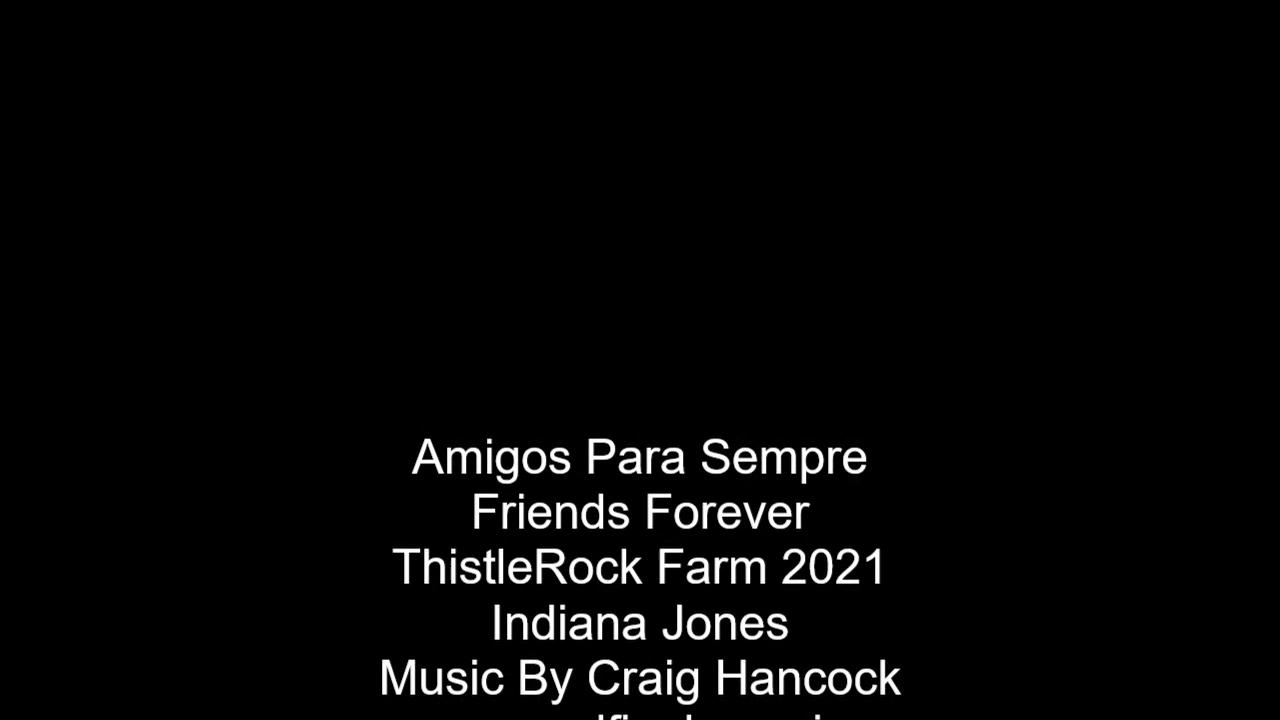 Amigos Para Sempre
Friends Forever
ThistleRock Farm 2021
Indiana Jones
Music By Craig Hancock